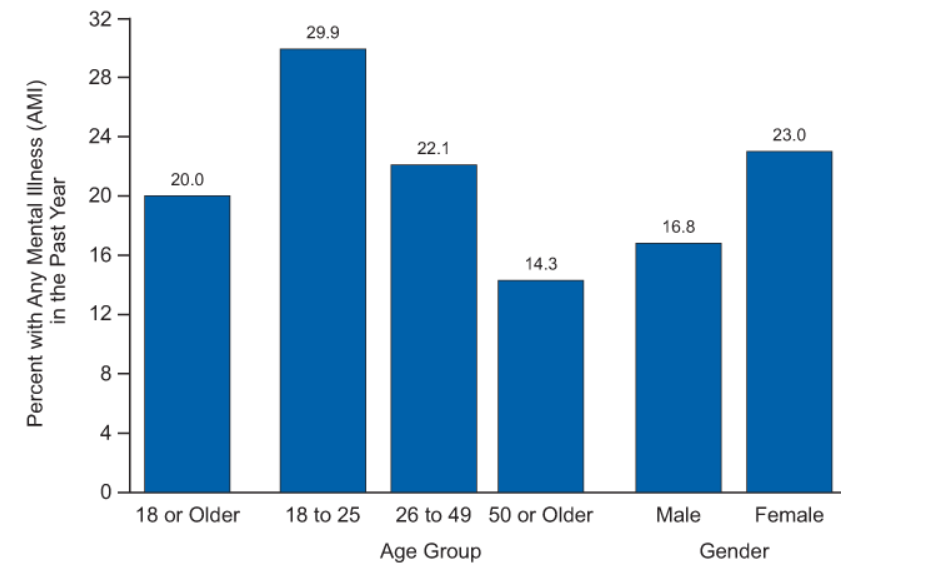 Percent with Any Mental Illness (AMI)
in the Past Year
32
28
24
20
16
12
8
4
0
20.0
29.9
22.1
14.3
16.8
23.0
18 or Older
18 to 25
26 to 49
50 or Older
Male
Female
Age Group
Gender